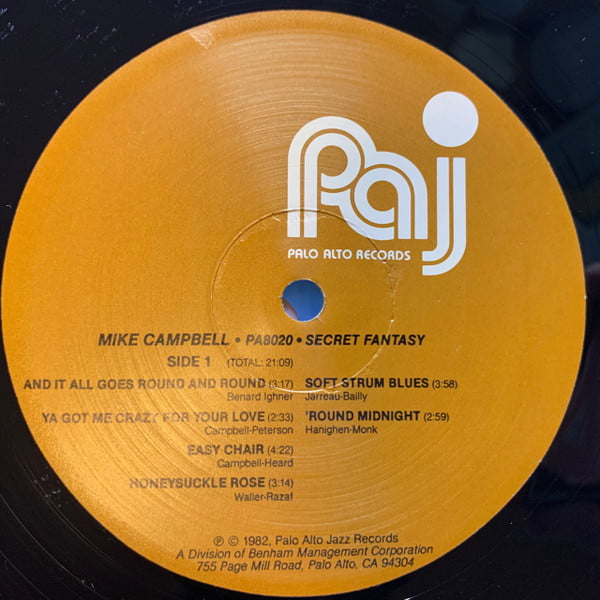 Paj
PALO ALTO RECORDS
MIKE CAMPBELL • PA8020 • SECRET FANTASY
SIDE 1 (TOTAL: 21:09)
AND IT ALL GOES ROUND AND ROUND (3:17)
Benard Ighner
YA GOT ME CRAZY FOR YOUR LOVE (2:33)
Campbell-Peterson
EASY CHAIR (4:22)
Campbell-Heard
HONEYSUCKLE ROSE (3:14)
Waller-Razaf
SOFT STRUM BLUES (3:58)
Jarreau-Bailly
'ROUND MIDNIGHT (2:59)
Hanighen-Monk
℗ © 1982, Palo Alto Jazz Records
A Division of Benham Management Corporation
755 Page Mill Road, Palo Alto, CA 94304